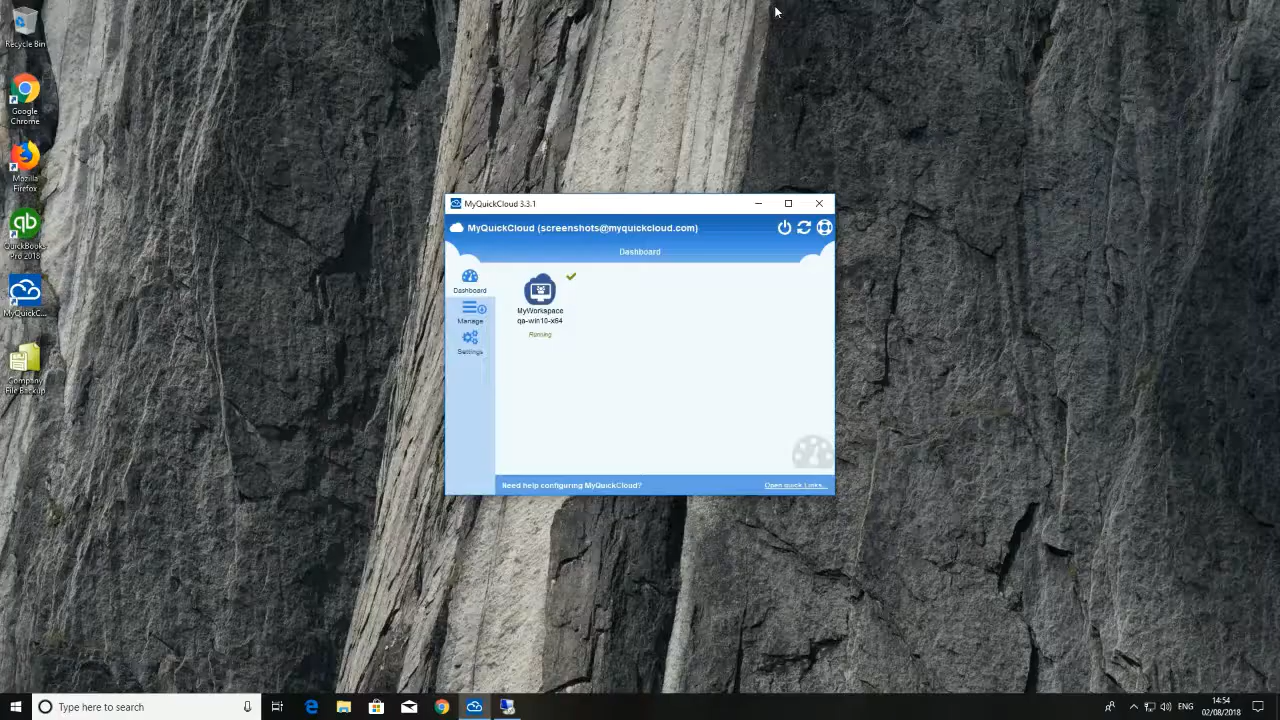 Recycle Bin
Google
Chrome
Mozilla
Firefox
QuickBooks
Pro 2018
MyQuickC...
Company
File Backup
MyQuickCloud 3.3.1
MyQuickCloud (screenshots@myquickcloud.com)
Dashboard
Dashboard
Manage
Settings
MyWorkspace
qa-win10-x64
Running
Need help configuring MyQuickCloud?
Open quick Links...
Type here to search
ENG
14:54
02/08/2018